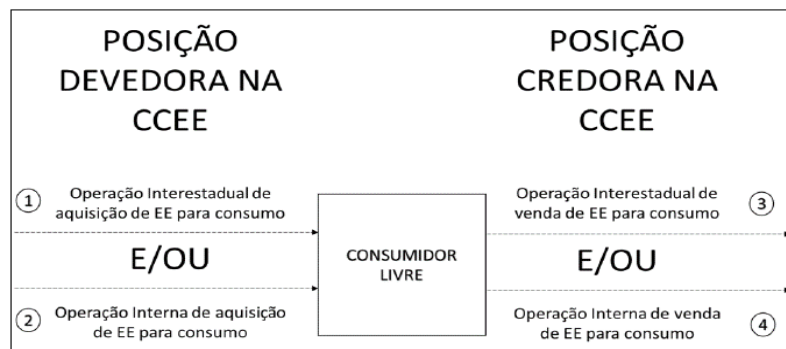 POSIÇÃO
DEVEDORA NA
CCEE
POSIÇÃO
CREDORA NA
CCEE
1
Operação Interestadual de
aquisição de EE para consumo
Operação Interestadual de
venda de EE para consumo
3
E/OU
CONSUMIDOR
LIVRE
E/OU
2
Operação Interna de aquisição
de EE para consumo
Operação Interna de venda
de EE para consumo
4